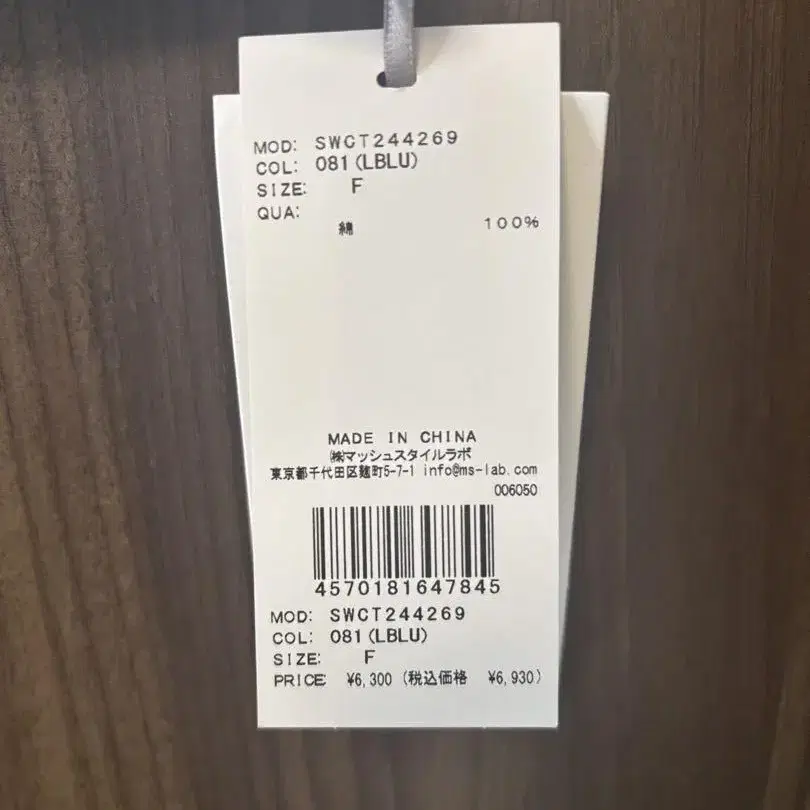 MOD: SWCT244269
COL: 081(LBLU)
SIZE: F
QUA:
綿 100%
MADE IN CHINA
㈱マッシュスタイルラボ
東京都千代田区麹町5-7-1 info@ms-lab.com
006050
4570181647845
MOD: SWCT244269
COL: 081(LBLU)
SIZE: F
PRICE: ¥6,300 (税込価格 ¥6,930)